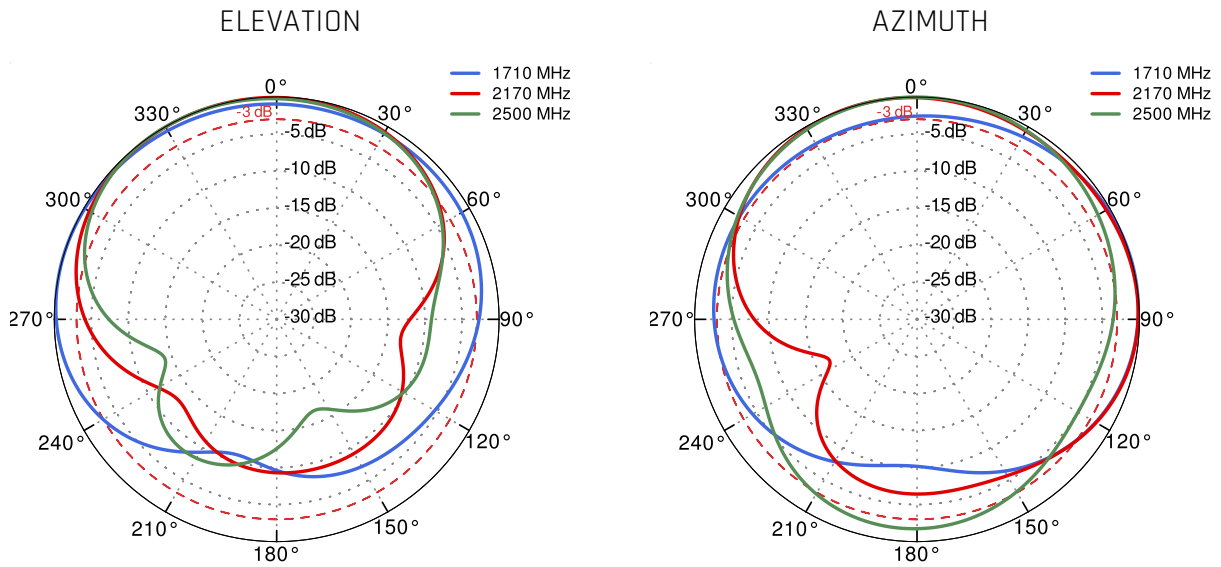 ELEVATION
1710 MHz
2170 MHz
2500 MHz
0°
330°
30°
-3 dB
-5 dB
-10 dB
300°
60°
-15 dB
-20 dB
-25 dB
270°
-30 dB
90°
240°
120°
210°
150°
180°
AZIMUTH
1710 MHz
2170 MHz
2500 MHz
0°
330°
30°
-3 dB
-5 dB
-10 dB
300°
60°
-15 dB
-20 dB
-25 dB
270°
-30 dB
90°
240°
120°
210°
150°
180°